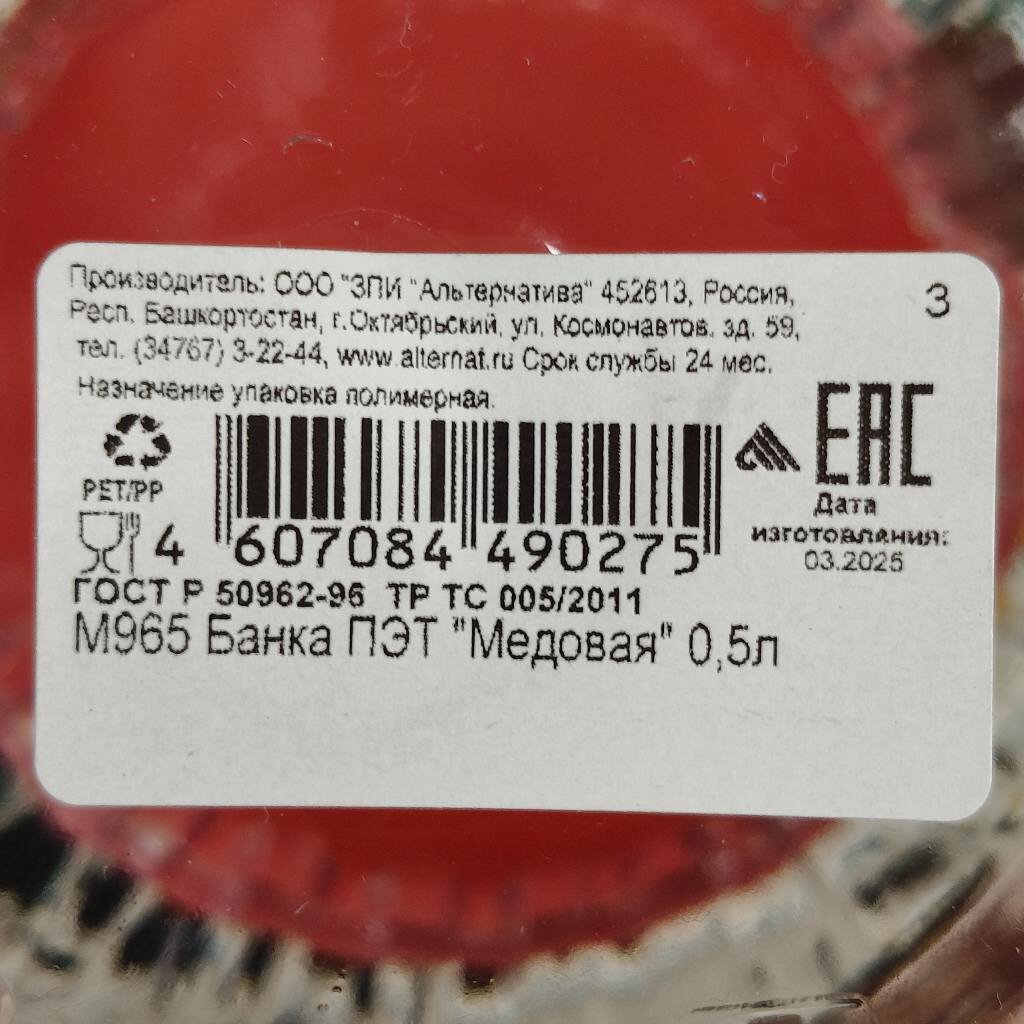 Производитель: ООО "ЗПИ "Альтернатива" 452613, Россия,
Респ. Башкортостан, г.Октябрьский, ул. Космонавтов, зд. 59,
тел. (34767) 3-22-44, www.alternat.ru Срок службы 24 мес.
Назначение упаковка полимерная.
3
PET/PP
EAC
Дата
изготовления:
03.2025
4 607084 490275
ГОСТ Р 50962-96 ТР ТС 005/2011
М965 Банка ПЭТ "Медовая" 0,5л